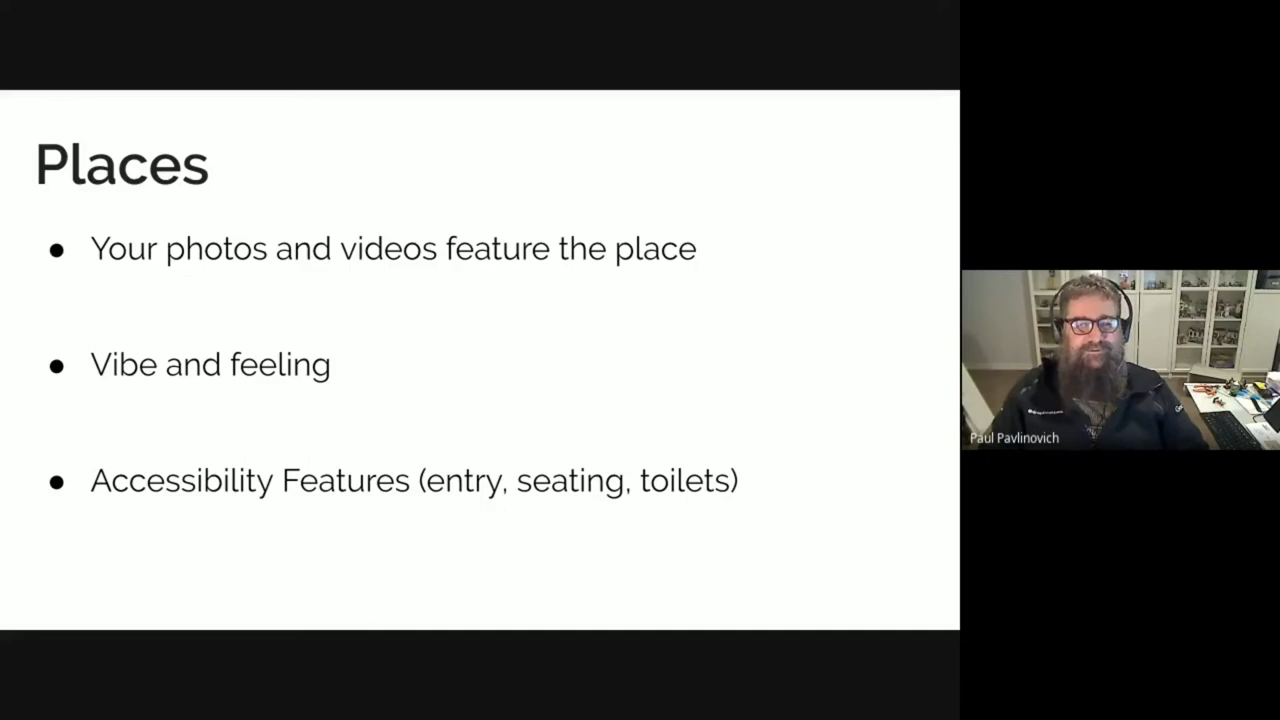 Places
● Your photos and videos feature the place
● Vibe and feeling
● Accessibility Features (entry, seating, toilets)
Paul Pavlinovich